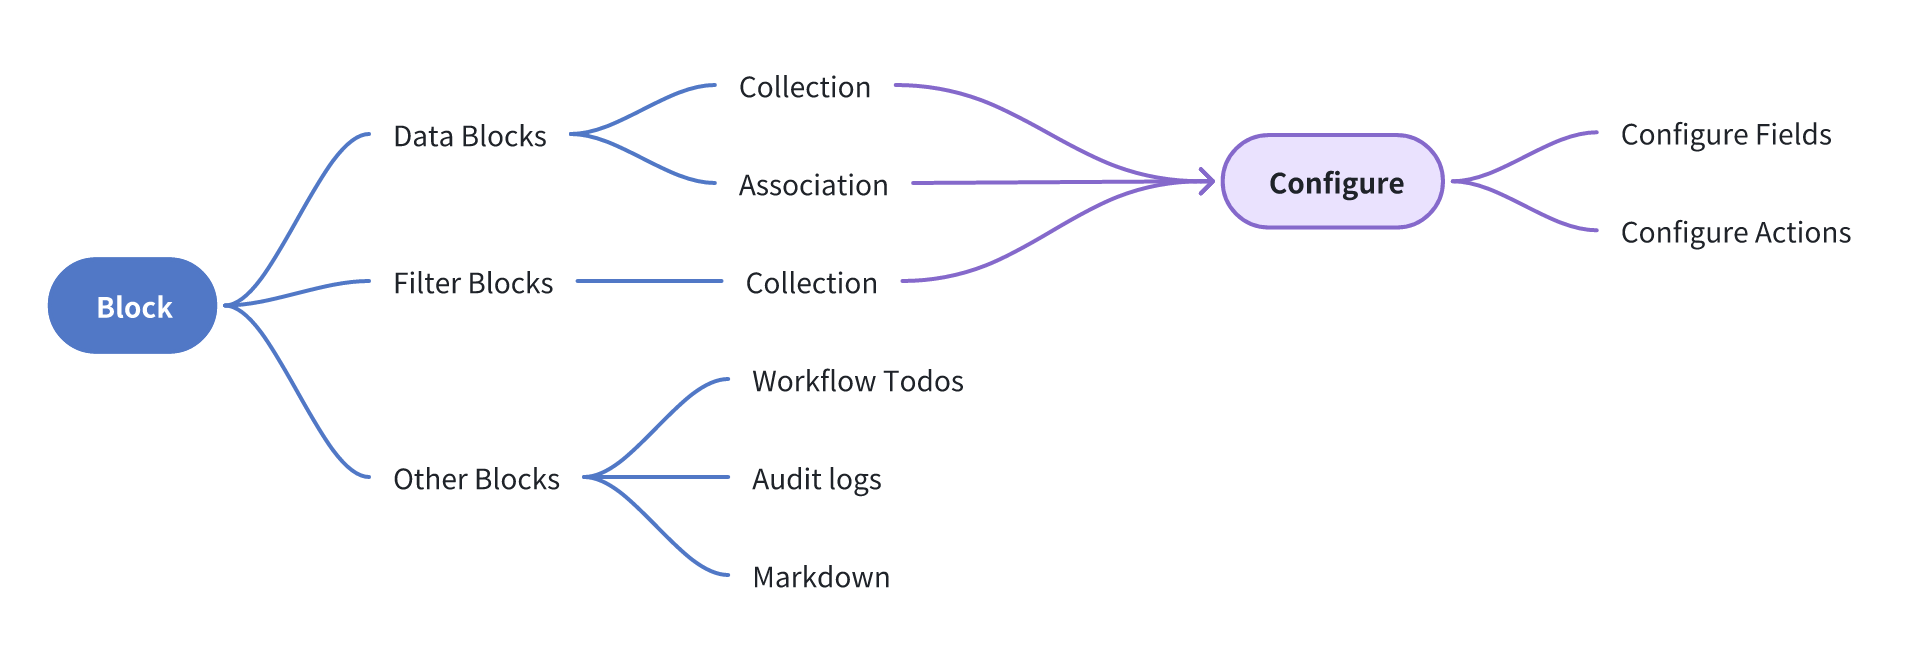 Block
Data Blocks
Collection
Association
Filter Blocks
Collection
Other Blocks
Workflow Todos
Audit logs
Markdown
Configure
Configure Fields
Configure Actions